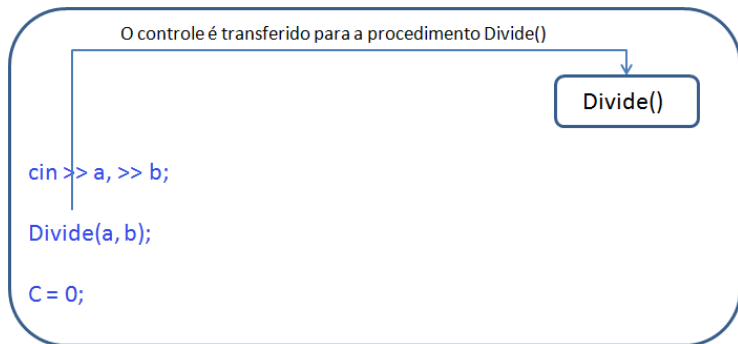 O controle é transferido para a procedimento Divide()
Divide()
cin >> a, >> b;
Divide(a, b);
C = 0;